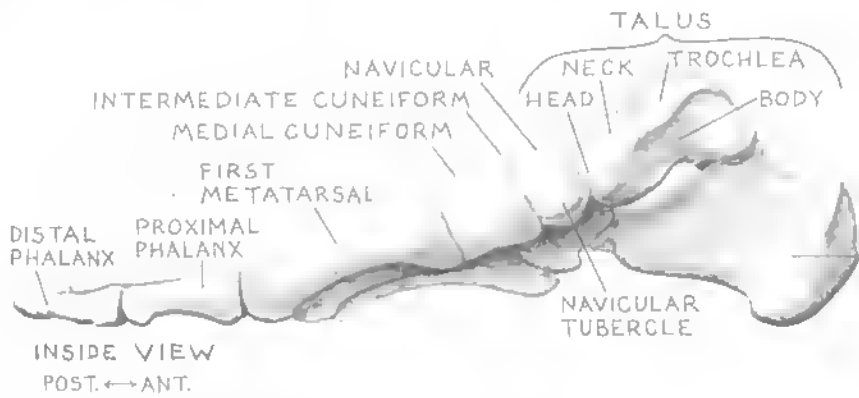 TALUS
NAVICULAR
NECK
TROCHLEA
INTERMEDIATE CUNEIFORM
HEAD
BODY
MEDIAL CUNEIFORM
FIRST
METATARSAL
DISTAL
PHALANX
PROXIMAL
PHALANX
NAVICULAR
TUBERCLE
INSIDE VIEW
POST. ↔ ANT.